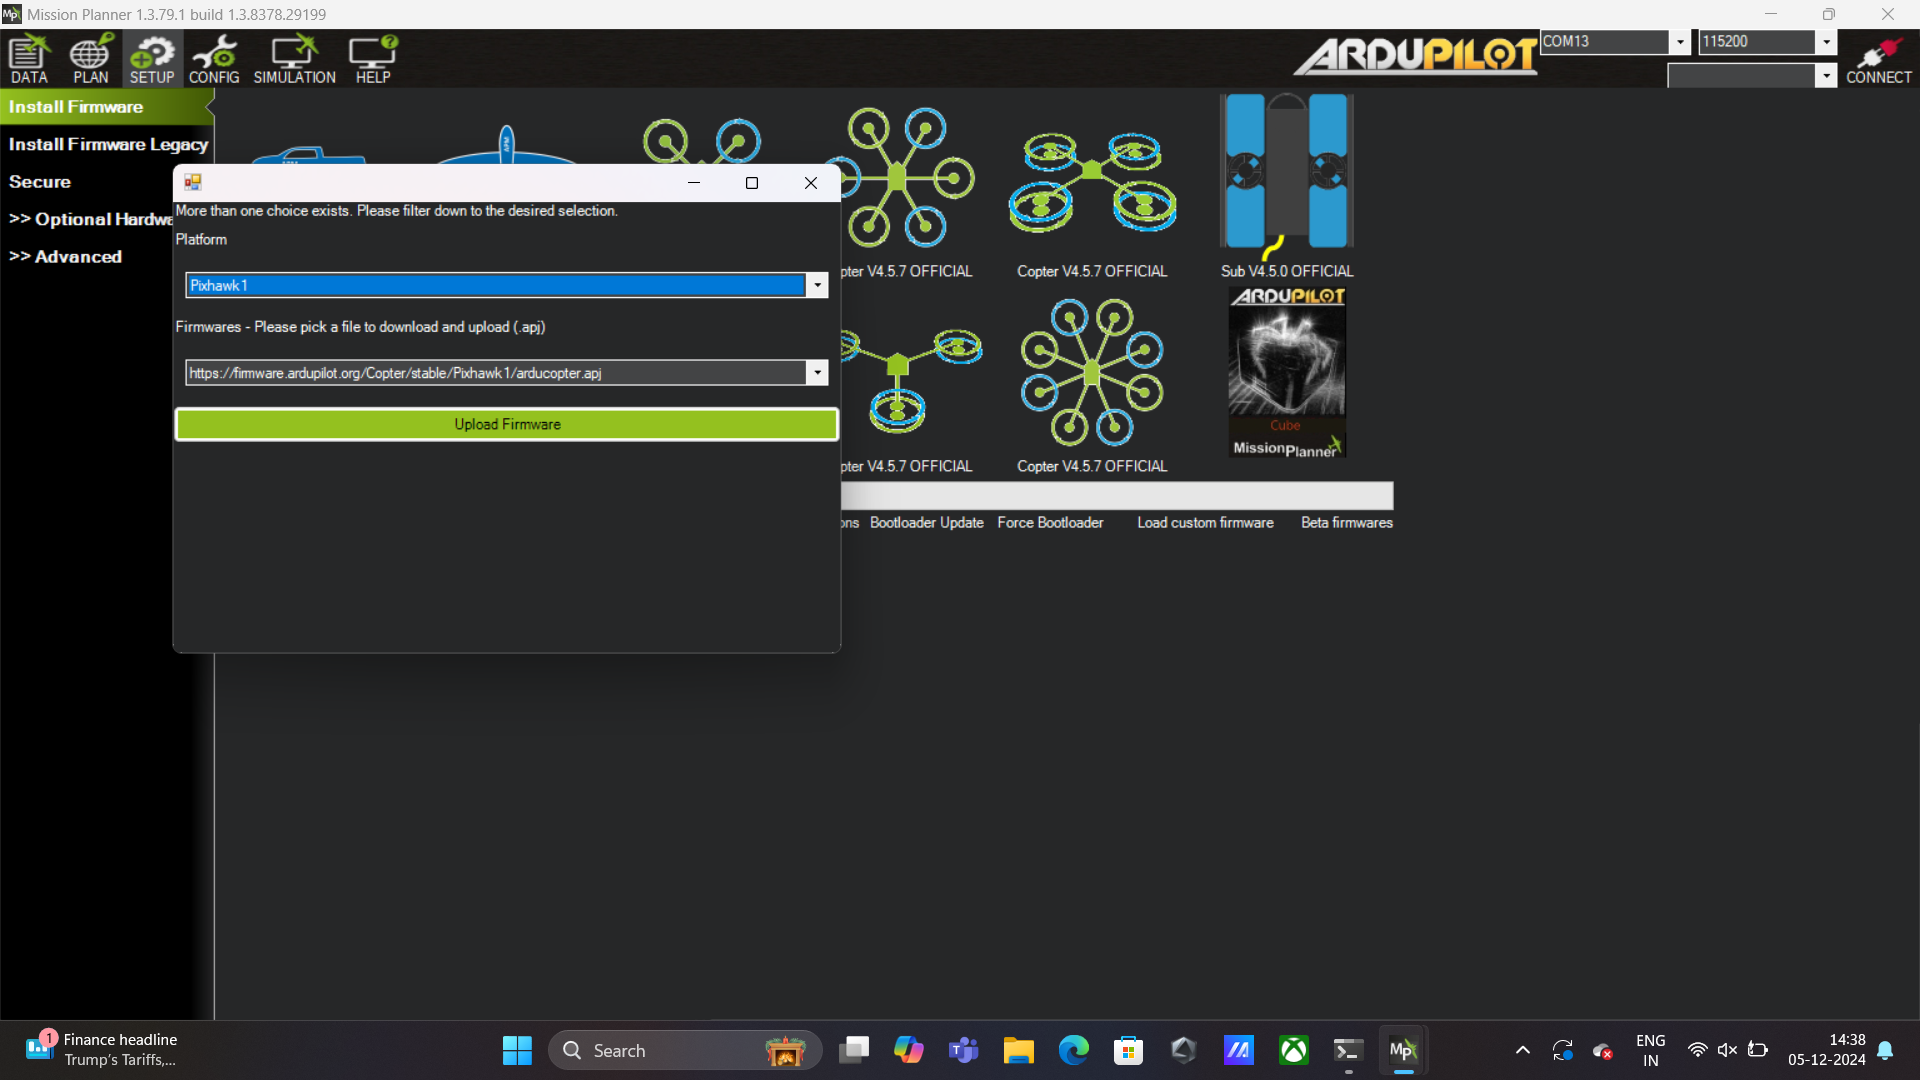 Mission Planner 1.3.79.1 build 1.3.8378.29199
DATA
PLAN
SETUP
CONFIG
SIMULATION
HELP
ARDUPILOT
COM13
115200
CONNECT
Install Firmware
Install Firmware Legacy
Secure
>> Optional Hardwa
>> Advanced
More than one choice exists. Please filter down to the desired selection.
Platform
Pixhawk1
Firmwares - Please pick a file to download and upload (.apj)
https://firmware.ardupilot.org/Copter/stable/Pixhawk1/arducopter.apj
Upload Firmware
APM
pter V4.5.7 OFFICIAL
Copter V4.5.7 OFFICIAL
Sub V4.5.0 OFFICIAL
ARDUPILOT
Cube
MissionPlanner
pter V4.5.7 OFFICIAL
Copter V4.5.7 OFFICIAL
ons
Bootloader Update
Force Bootloader
Load custom firmware
Beta firmwares
1
Finance headline
Trump's Tariffs,...
Search
MP
ENG
IN
14:38
05-12-2024